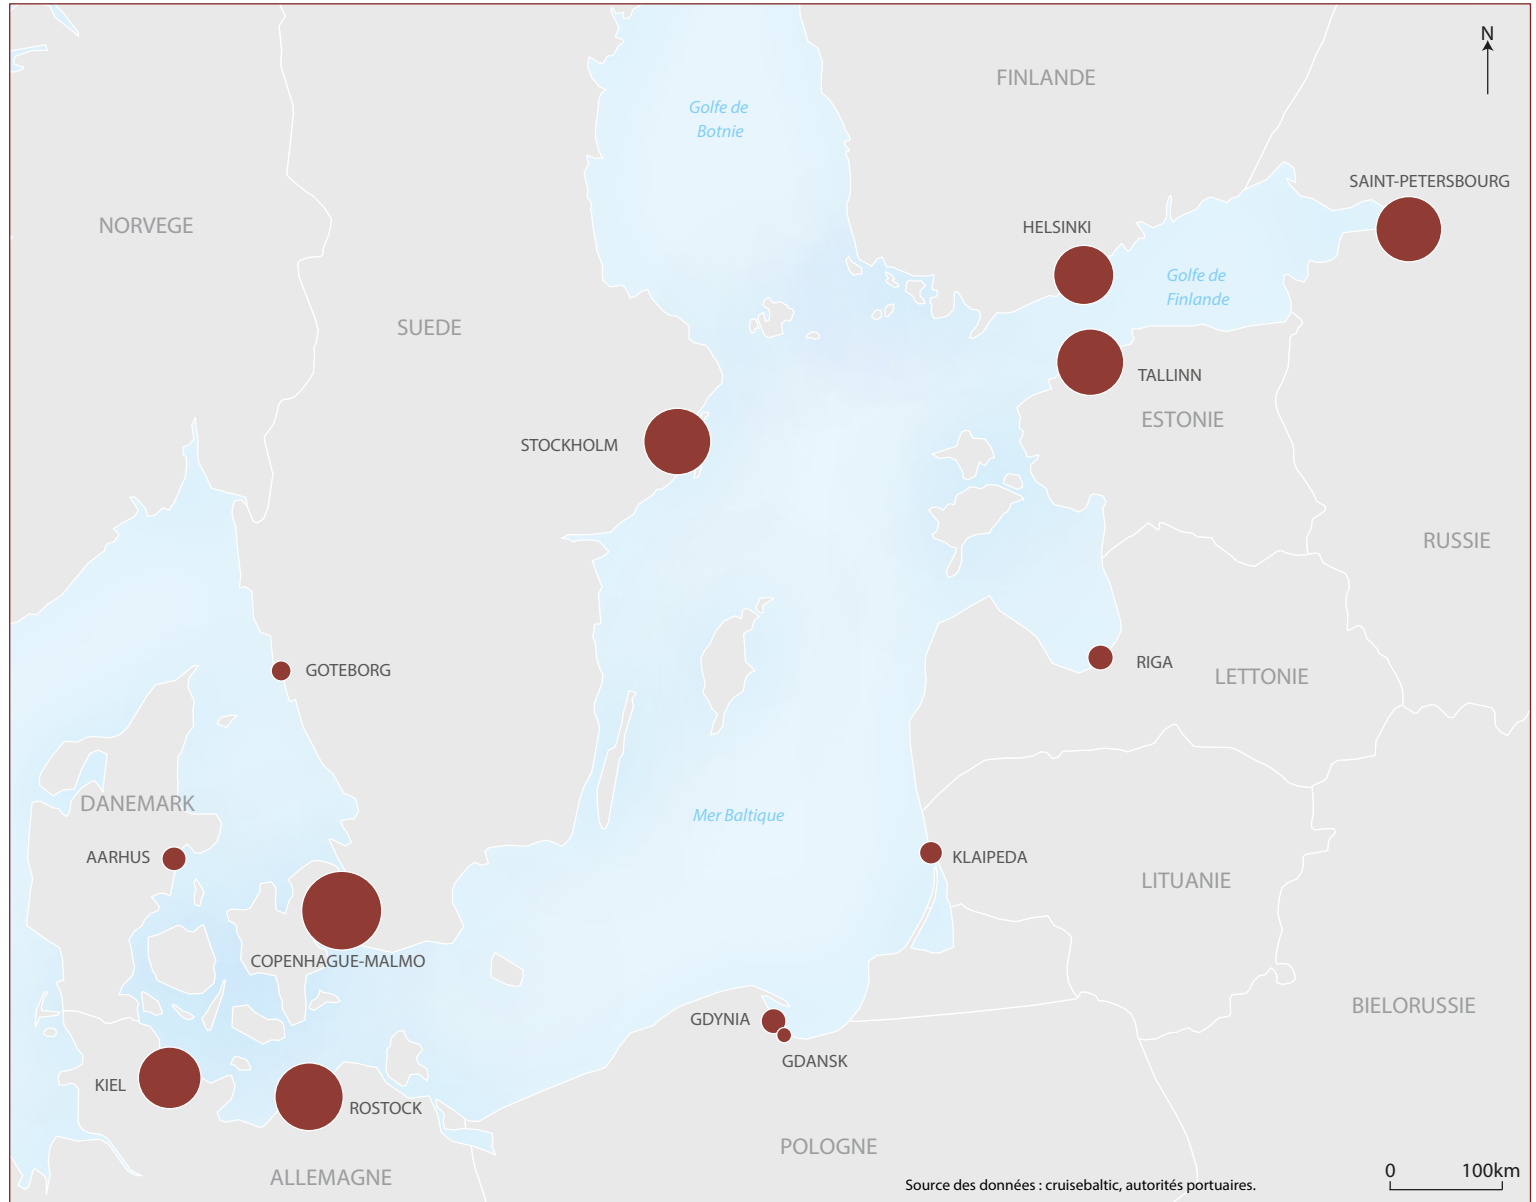 N
FINLANDE
Golfe de
Botnie
SAINT-PETERSBOURG
NORVEGE
HELSINKI
Golfe de
Finlande
SUEDE
TALLINN
ESTONIE
STOCKHOLM
RUSSIE
RIGA
GOTEBORG
LETTONIE
DANEMARK
Mer Baltique
AARHUS
KLAIPEDA
LITUANIE
COPENHAGUE-MALMO
BIELORUSSIE
GDYNIA
GDANSK
KIEL
ROSTOCK
POLOGNE
ALLEMAGNE
0 100km
Source des données : cruisebaltic, autorités portuaires.